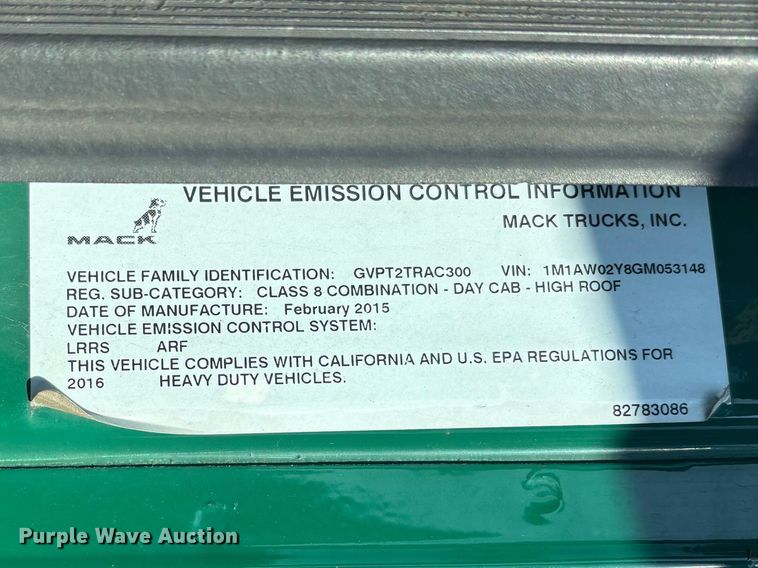 VEHICLE EMISSION CONTROL INFORMATION
MACK TRUCKS, INC.
MACK
VEHICLE FAMILY IDENTIFICATION: GVPT2TRAC300 VIN: 1M1AW02Y8GM053148
REG. SUB-CATEGORY: CLASS 8 COMBINATION - DAY CAB - HIGH ROOF
DATE OF MANUFACTURE: February 2015
VEHICLE EMISSION CONTROL SYSTEM:
LRRS ARF
THIS VEHICLE COMPLIES WITH CALIFORNIA AND U.S. EPA REGULATIONS FOR
2016 HEAVY DUTY VEHICLES.
82783086
Purple Wave Auction